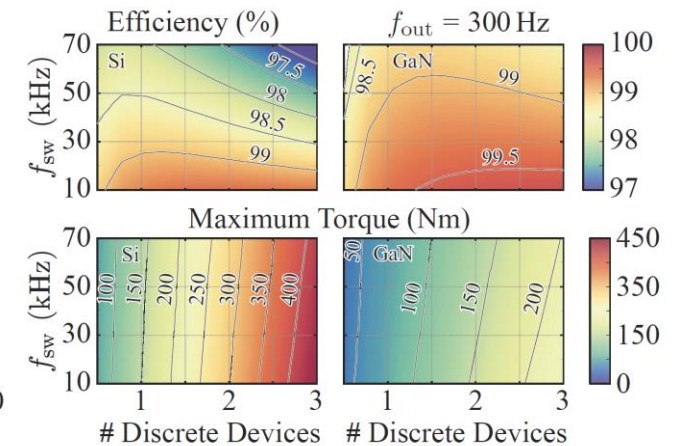 Efficiency (%)
f_out = 300 Hz
70
50
30
10
f_sw (kHz)
Si
97.5
98
98.5
99
GaN
98.5
99
99.5
100
99
98
97
Maximum Torque (Nm)
70
50
30
10
f_sw (kHz)
Si
100
150
200
250
300
350
400
GaN
50
100
150
200
450
350
150
0
1 2 3
1 2 3
# Discrete Devices
# Discrete Devices